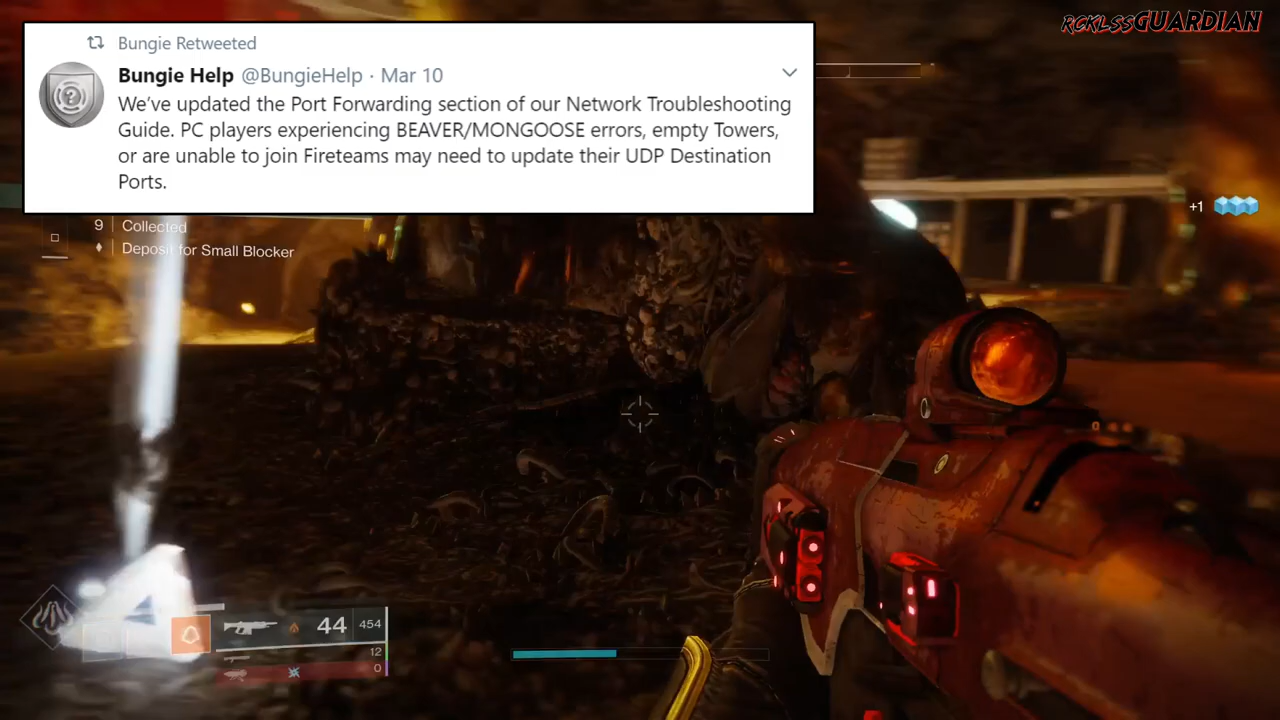 RCKLSSGUARDIAN
Bungie Retweeted
Bungie Help @BungieHelp · Mar 10
We've updated the Port Forwarding section of our Network Troubleshooting
Guide. PC players experiencing BEAVER/MONGOOSE errors, empty Towers,
or are unable to join Fireteams may need to update their UDP Destination
Ports.
+1
9 Collected
Deposit for Small Blocker
44 454
12
0